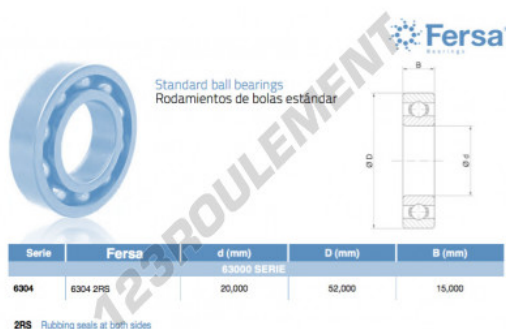 Fersa
Bearings
Standard ball bearings
Rodamientos de bolas estándar
B
Ø D
Ø d
Serie Fersa d (mm) D (mm) B (mm)
63000 SERIE
6304 6304 2RS 20,000 52,000 15,000
2RS Rubbing seals at both sides
123ROULEMENT